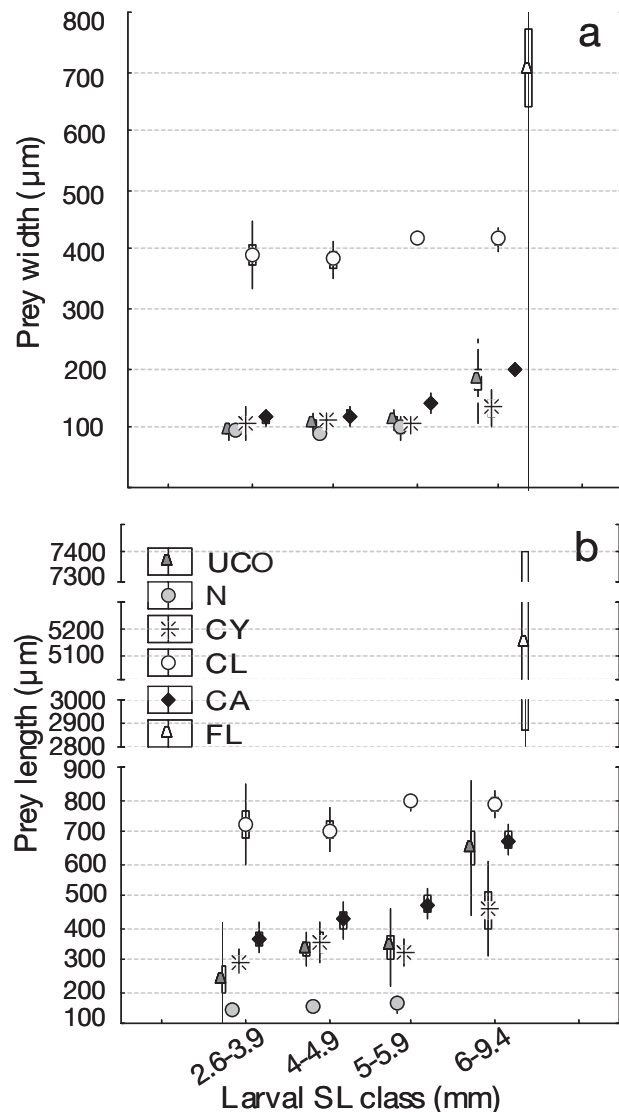 a
Prey width (µm)
800
700
600
500
400
300
200
100
b
Prey length (µm)
7400
7300
5200
5100
3000
2900
2800
900
800
700
600
500
400
300
200
100
UCO
N
CY
CL
CA
FL
2.6–3.9
4–4.9
5–5.9
6–9.4
Larval SL class (mm)